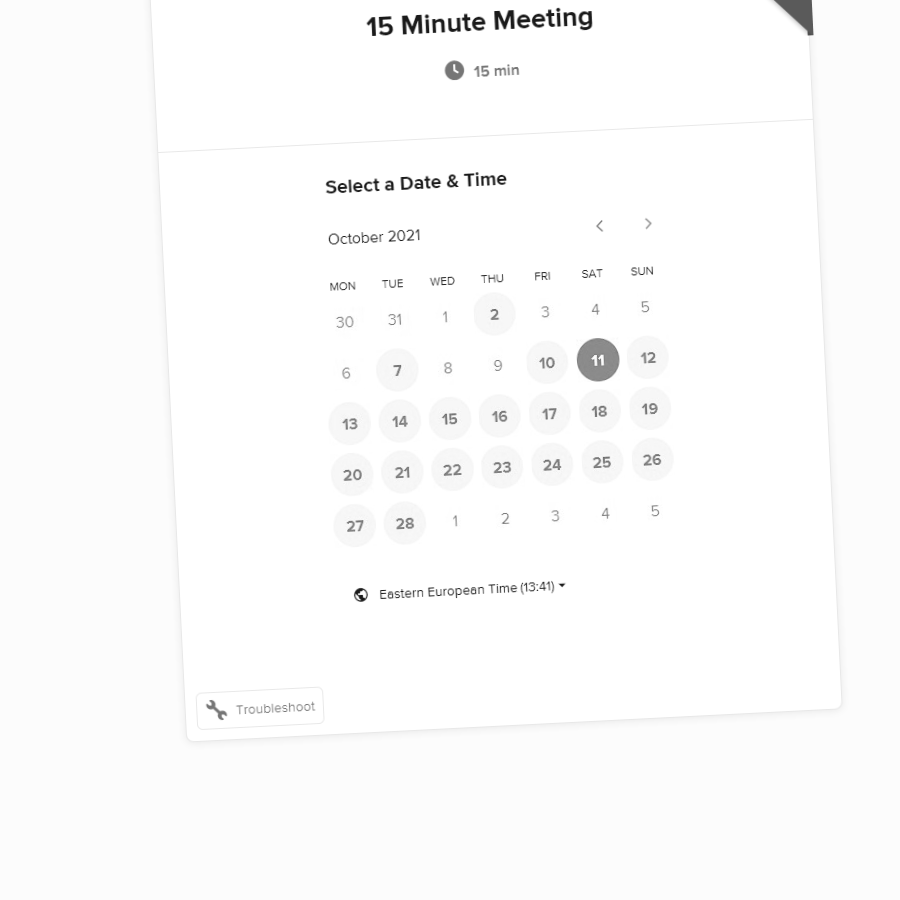 15 Minute Meeting
15 min
Select a Date & Time
October 2021
MON TUE WED THU FRI SAT SUN
30 31 1 2 3 4 5
6 7 8 9 10 11 12
13 14 15 16 17 18 19
20 21 22 23 24 25 26
27 28 1 2 3 4 5
Eastern European Time (13:41)
Troubleshoot